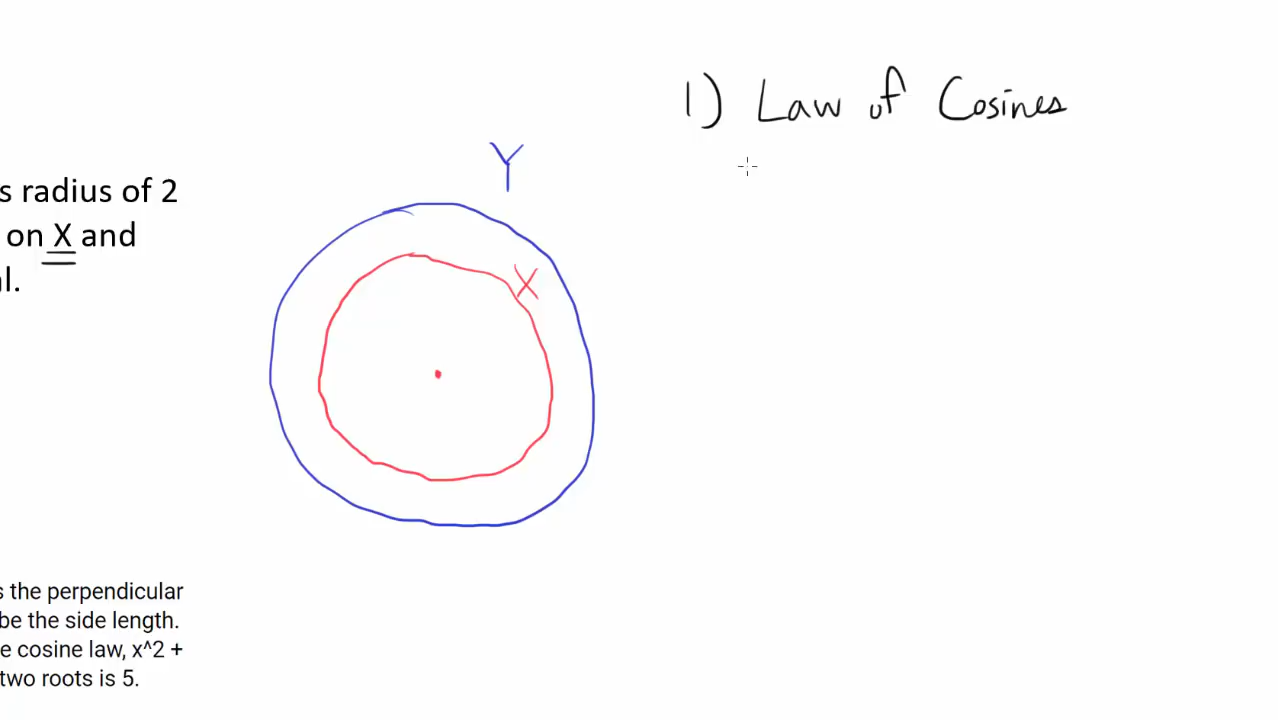 1) Law of Cosines
Y
s radius of 2
on X and
al.
X
s the perpendicular
be the side length.
e cosine law, x^2 +
two roots is 5.